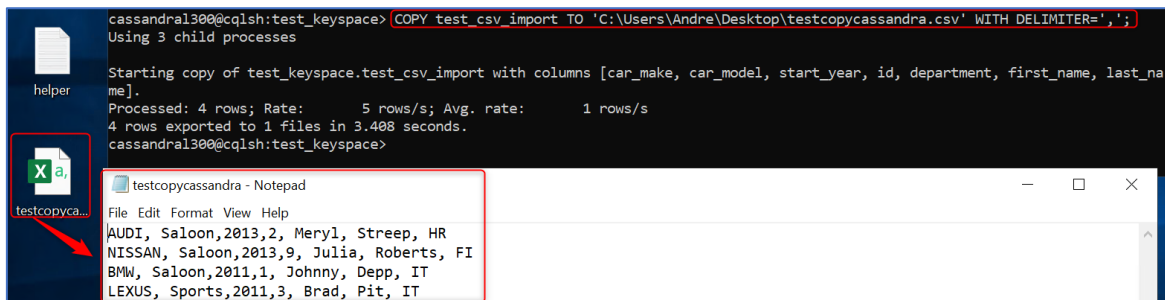 cassandral300@cqlsh:test_keyspace> COPY test_csv_import TO 'C:\Users\Andre\Desktop\testcopycassandra.csv' WITH DELIMITER=',';
Using 3 child processes
Starting copy of test_keyspace.test_csv_import with columns [car_make, car_model, start_year, id, department, first_name, last_na
me].
Processed: 4 rows; Rate:       5 rows/s; Avg. rate:       1 rows/s
4 rows exported to 1 files in 3.408 seconds.
cassandral300@cqlsh:test_keyspace>
helper
X a,
testcopyca...
testcopycassandra - Notepad
File Edit Format View Help
AUDI, Saloon,2013,2, Meryl, Streep, HR
NISSAN, Saloon,2013,9, Julia, Roberts, FI
BMW, Saloon,2011,1, Johnny, Depp, IT
LEXUS, Sports,2011,3, Brad, Pit, IT